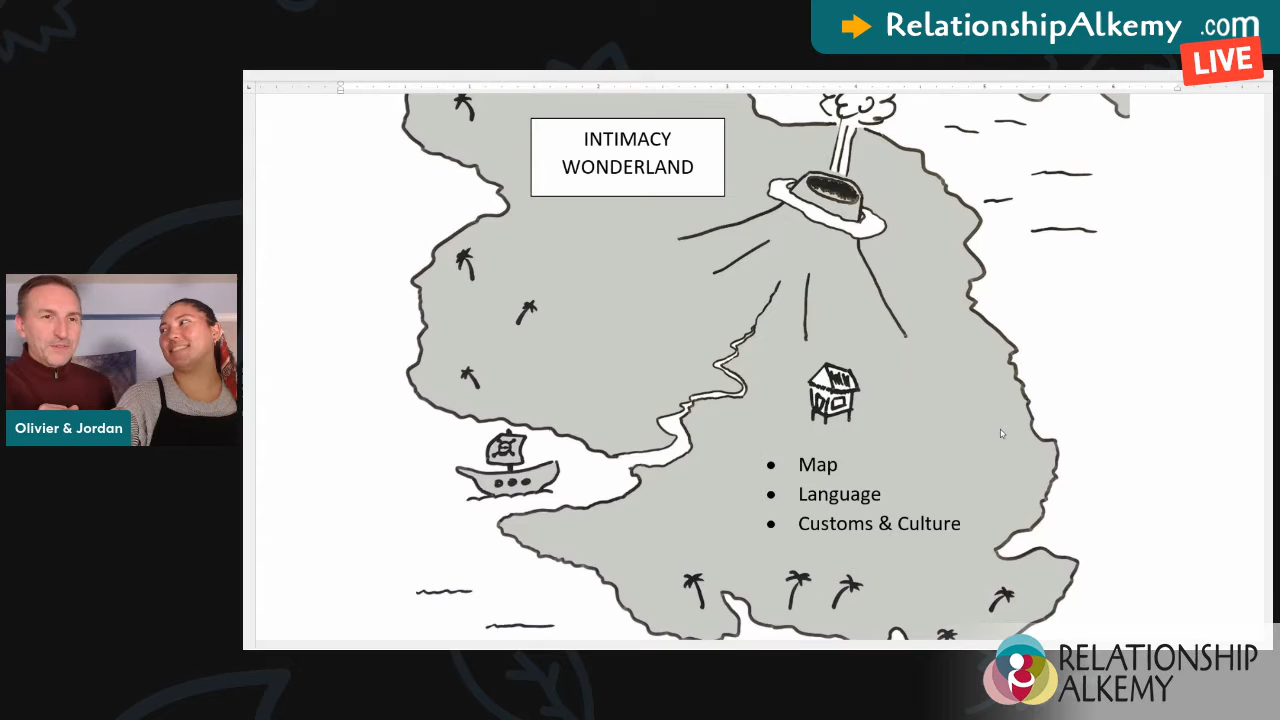 RelationshipAlkemy .com
LIVE
INTIMACY
WONDERLAND
Olivier & Jordan
• Map
• Language
• Customs & Culture
RELATIONSHIP
ALKEMY